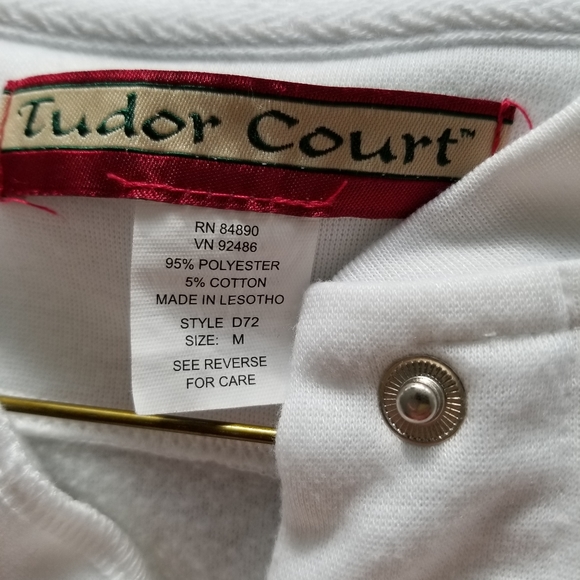 Tudor Court™
RN 84890
VN 92486
95% POLYESTER
5% COTTON
MADE IN LESOTHO
STYLE D72
SIZE: M
SEE REVERSE
FOR CARE